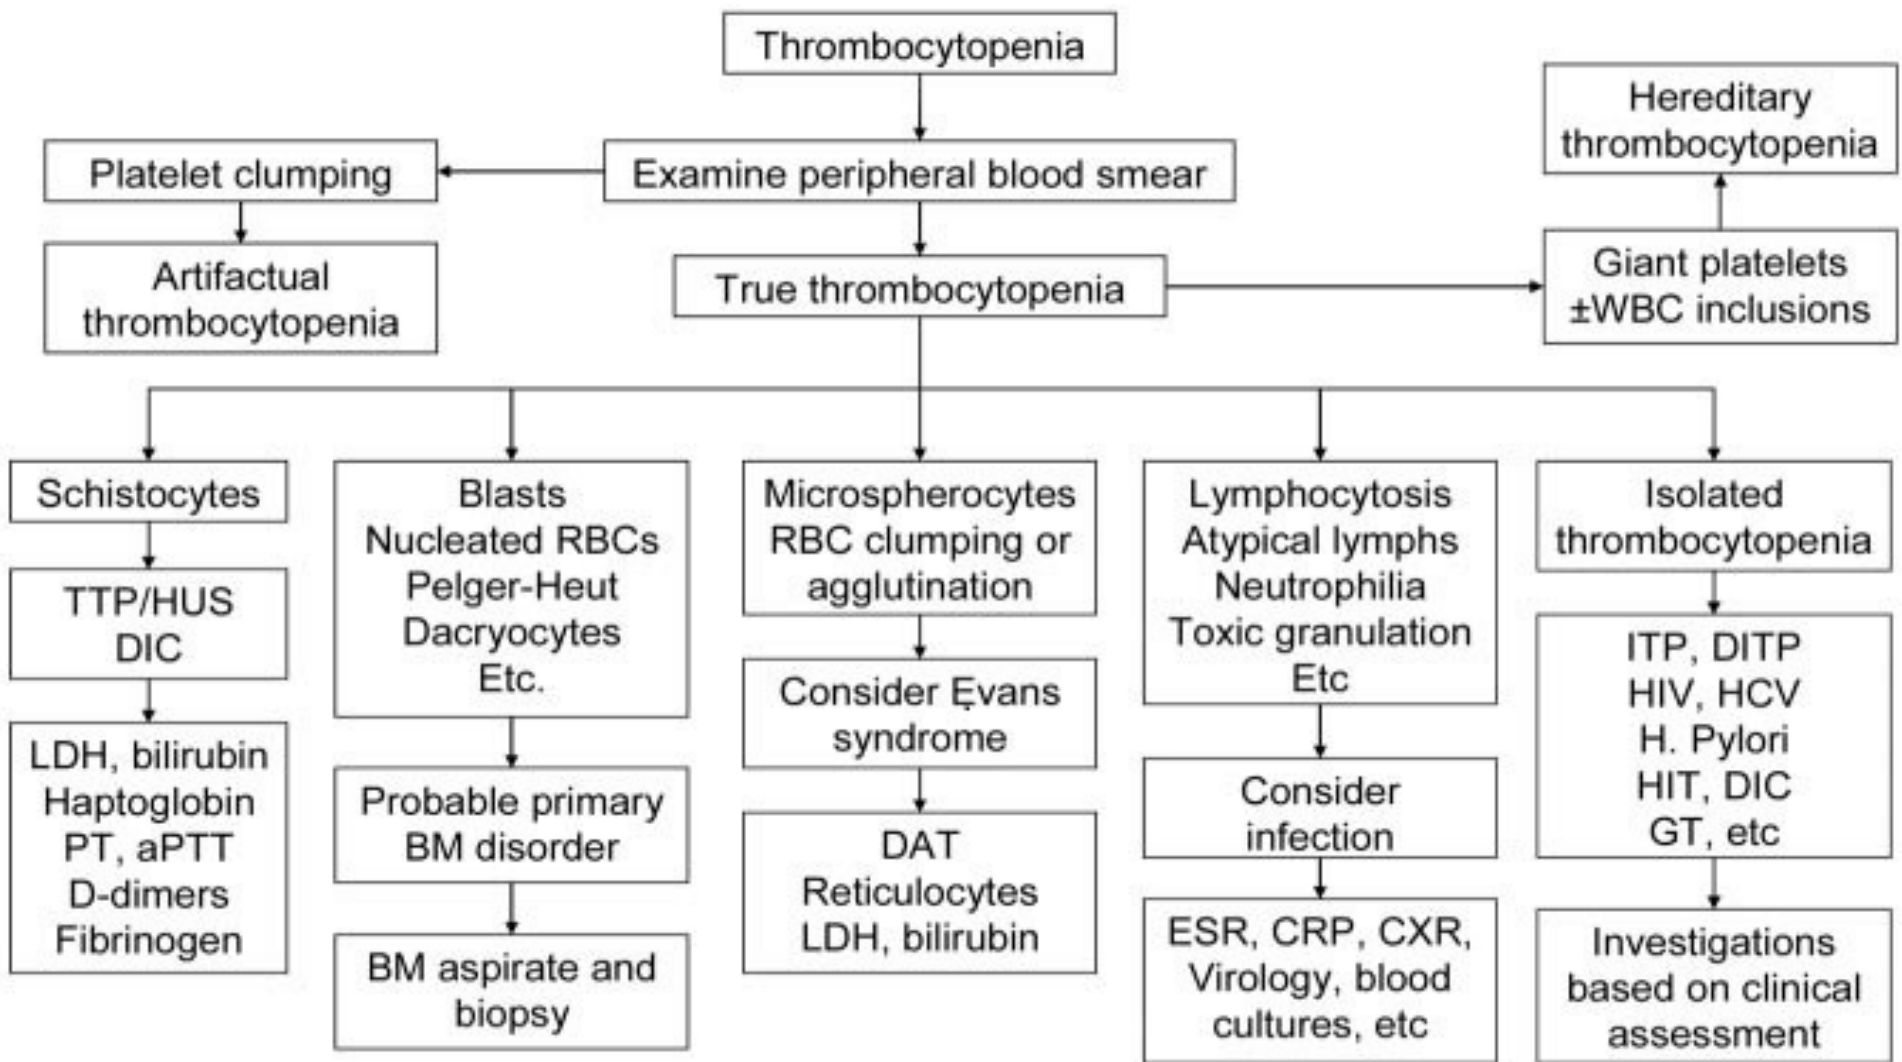 Thrombocytopenia
Hereditary
thrombocytopenia
Platelet clumping
Examine peripheral blood smear
Artifactual
thrombocytopenia
True thrombocytopenia
Giant platelets
±WBC inclusions
Schistocytes
TTP/HUS
DIC
LDH, bilirubin
Haptoglobin
PT, aPTT
D-dimers
Fibrinogen
Blasts
Nucleated RBCs
Pelger-Heut
Dacryocytes
Etc.
Probable primary
BM disorder
BM aspirate and
biopsy
Microspherocytes
RBC clumping or
agglutination
Consider Evans
syndrome
DAT
Reticulocytes
LDH, bilirubin
Lymphocytosis
Atypical lymphs
Neutrophilia
Toxic granulation
Etc
Consider
infection
ESR, CRP, CXR,
Virology, blood
cultures, etc
Isolated
thrombocytopenia
ITP, DITP
HIV, HCV
H. Pylori
HIT, DIC
GT, etc
Investigations
based on clinical
assessment